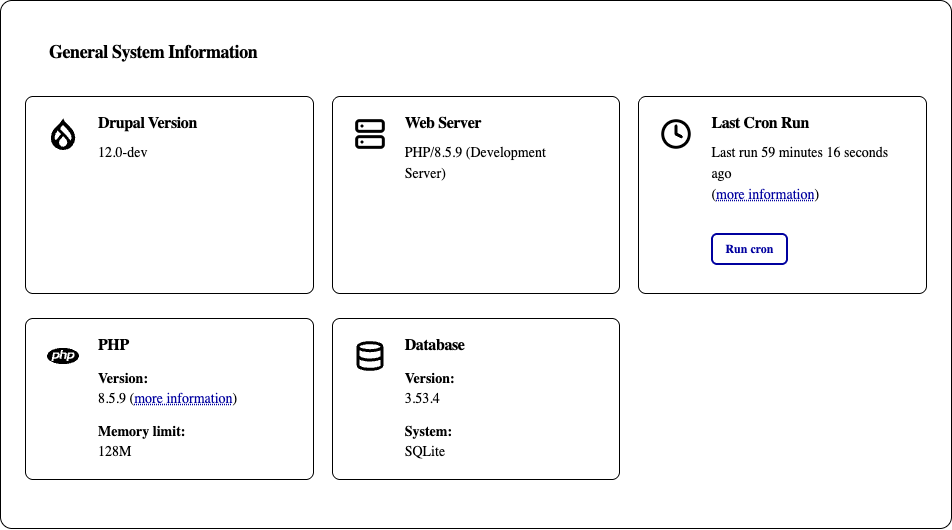 General System Information
Drupal Version
12.0-dev
Web Server
PHP/8.5.9 (Development
Server)
Last Cron Run
Last run 59 minutes 16 seconds
ago
(more information)
Run cron
php
PHP
Version:
8.5.9 (more information)
Memory limit:
128M
Database
Version:
3.53.4
System:
SQLite